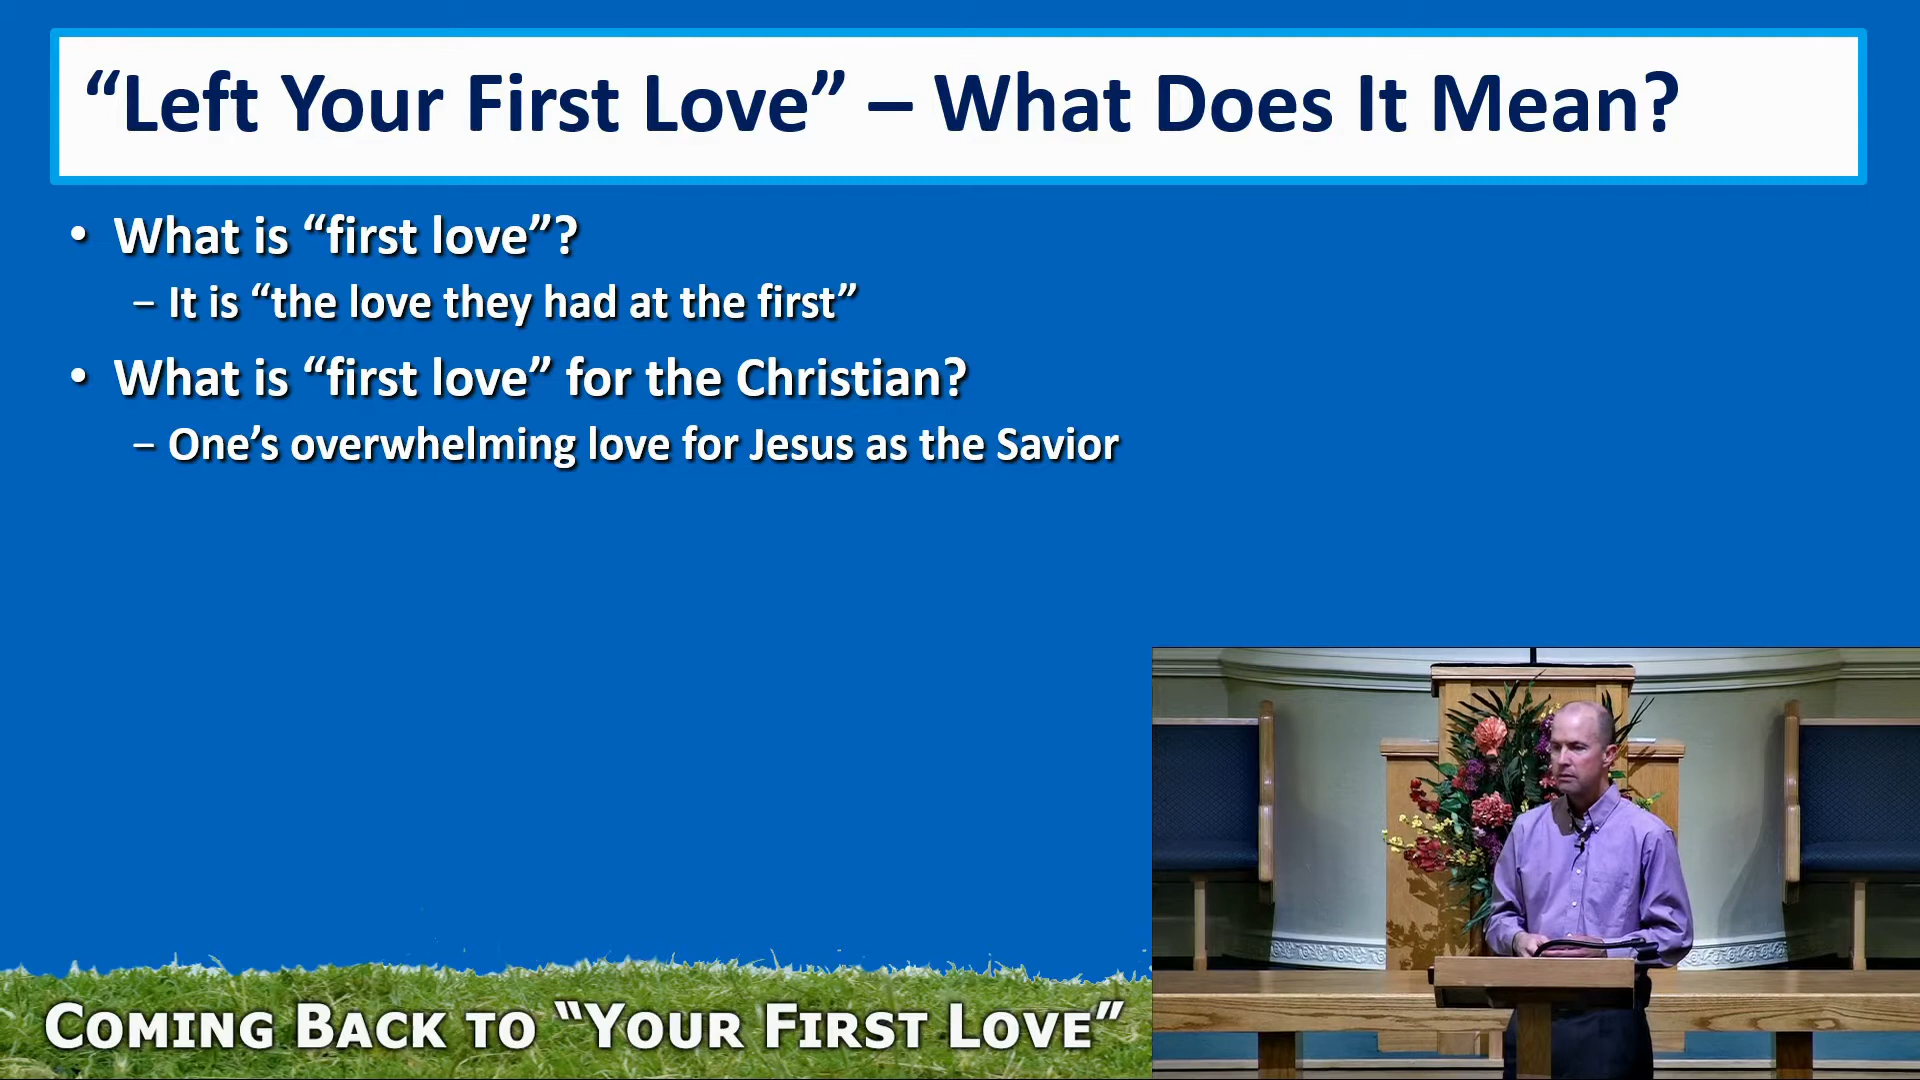 “Left Your First Love” – What Does It Mean?
• What is “first love”?
– It is “the love they had at the first”
• What is “first love” for the Christian?
– One’s overwhelming love for Jesus as the Savior
Coming Back to “Your First Love”